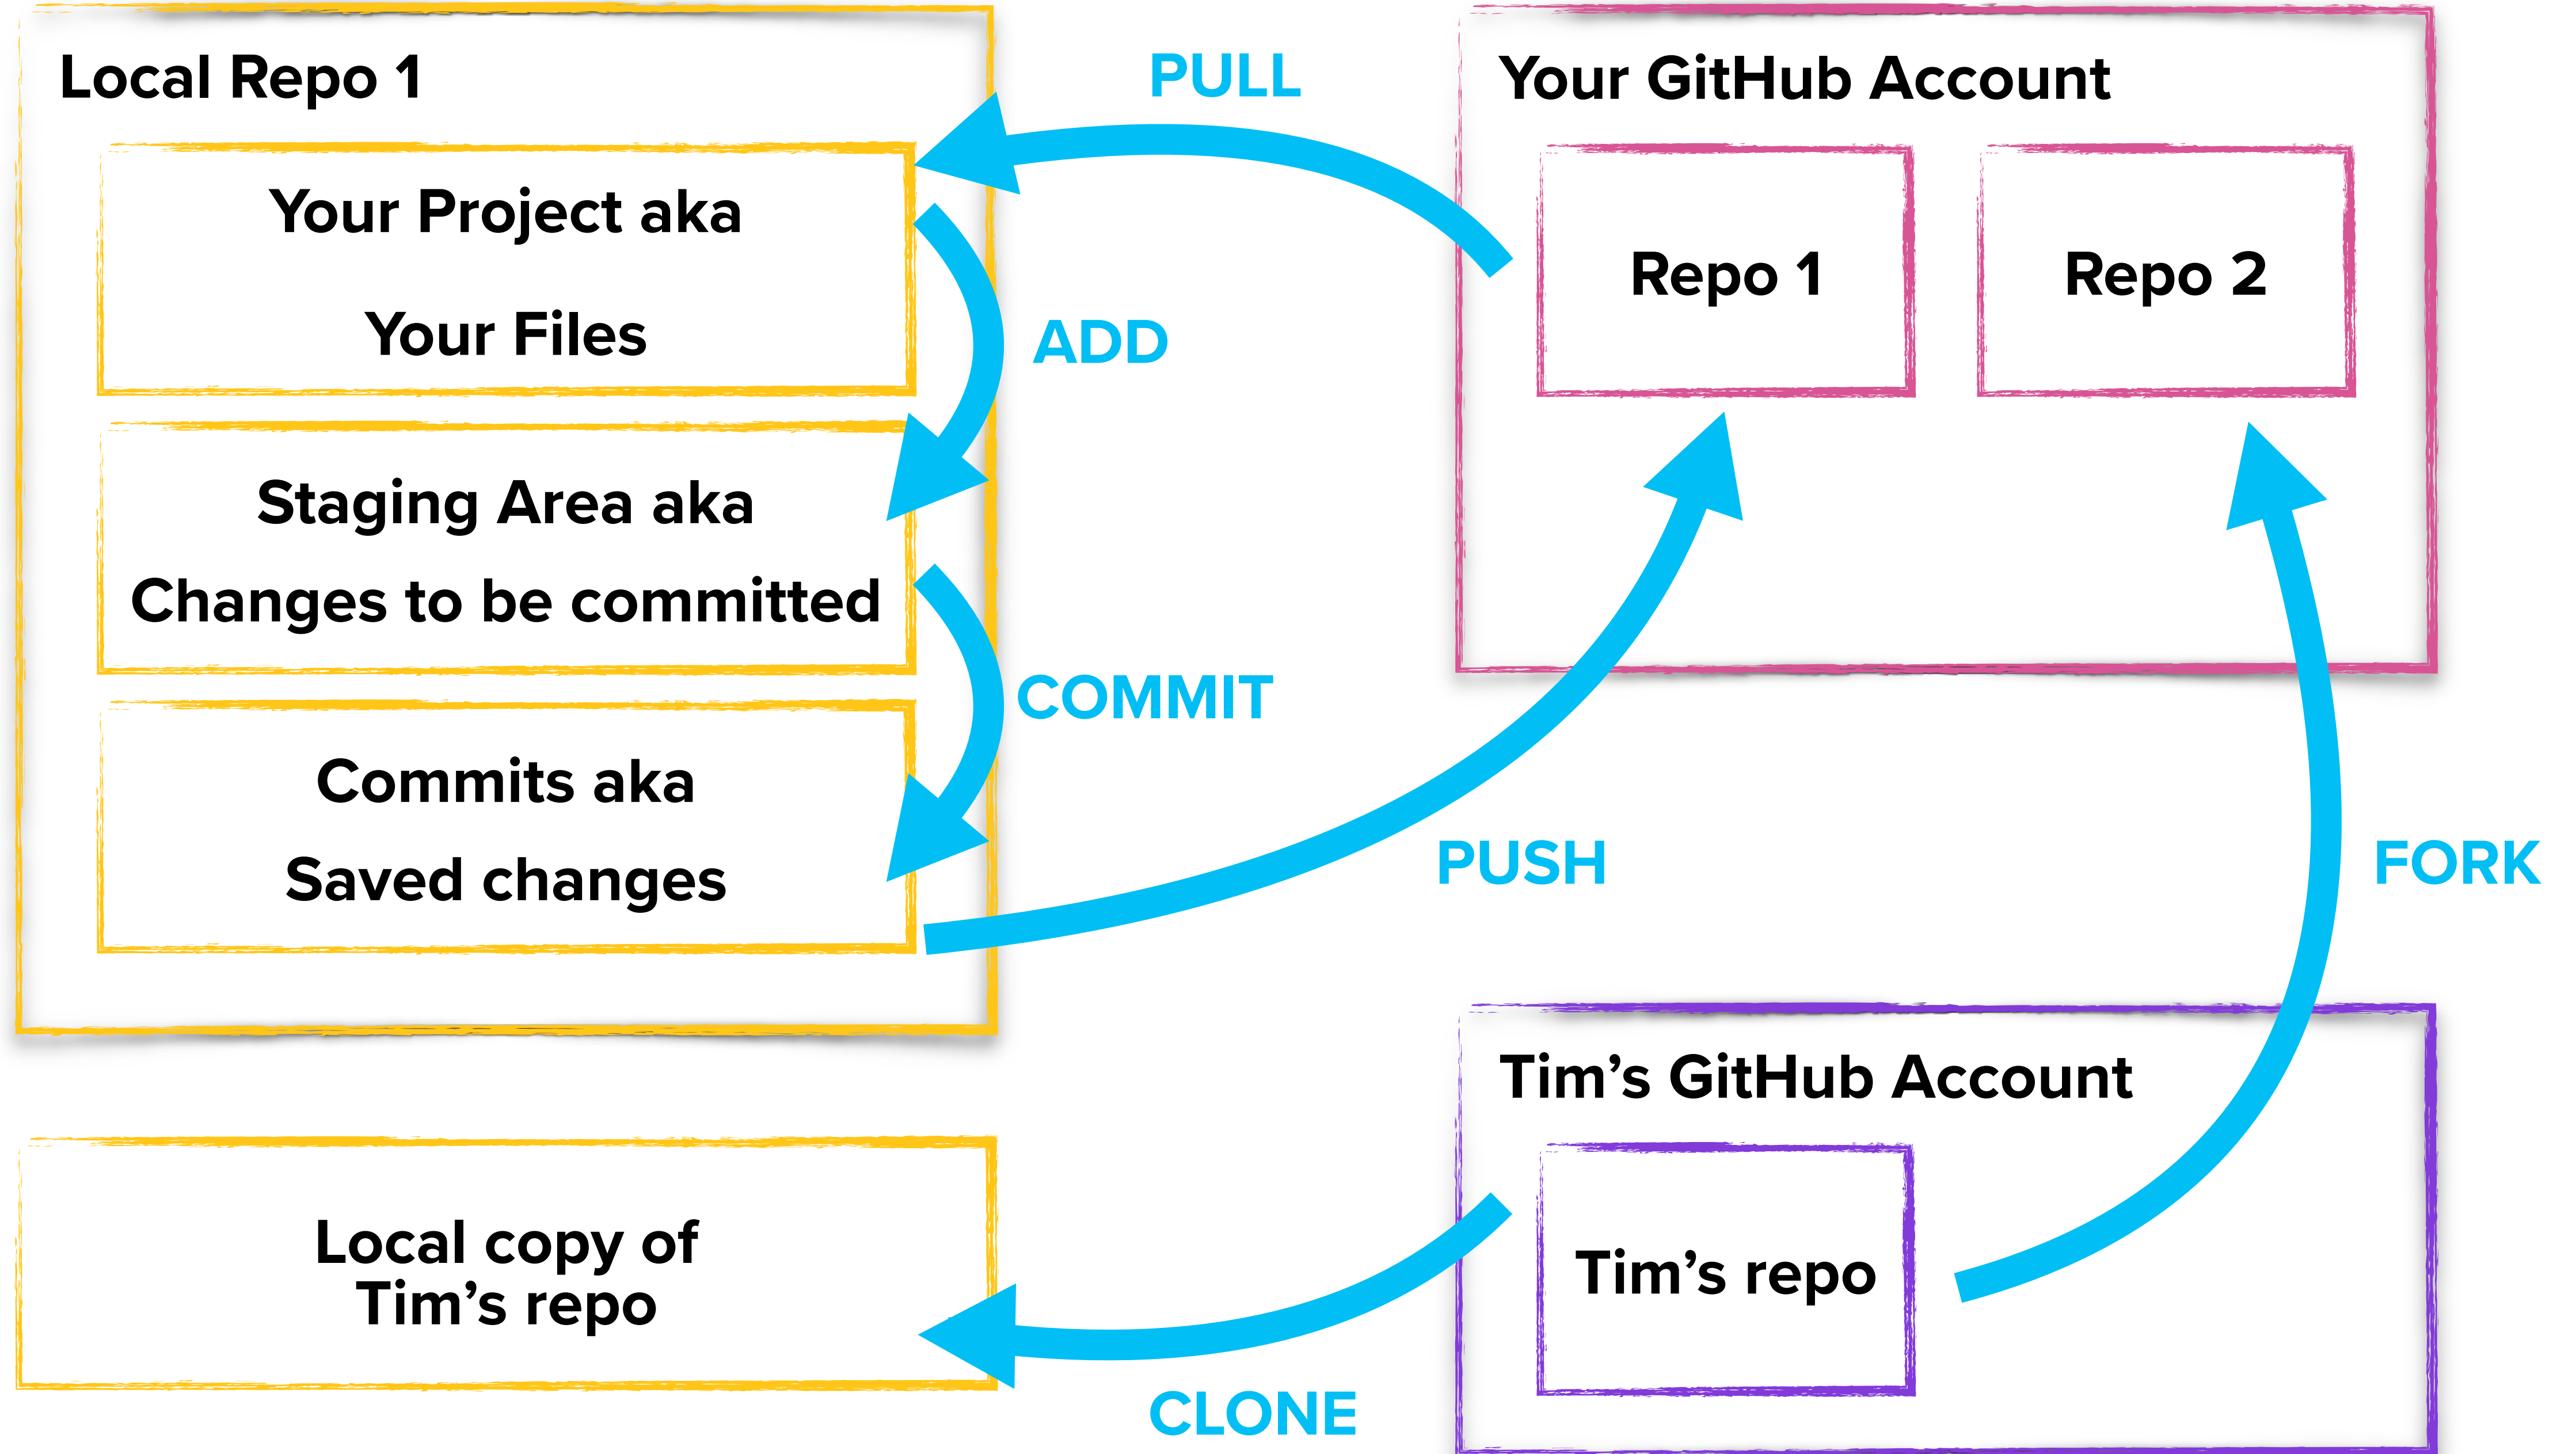 Local Repo 1
Your Project aka
Your Files
Staging Area aka
Changes to be committed
Commits aka
Saved changes
PULL
ADD
COMMIT
PUSH
Your GitHub Account
Repo 1
Repo 2
FORK
Tim’s GitHub Account
Tim’s repo
Local copy of
Tim’s repo
CLONE